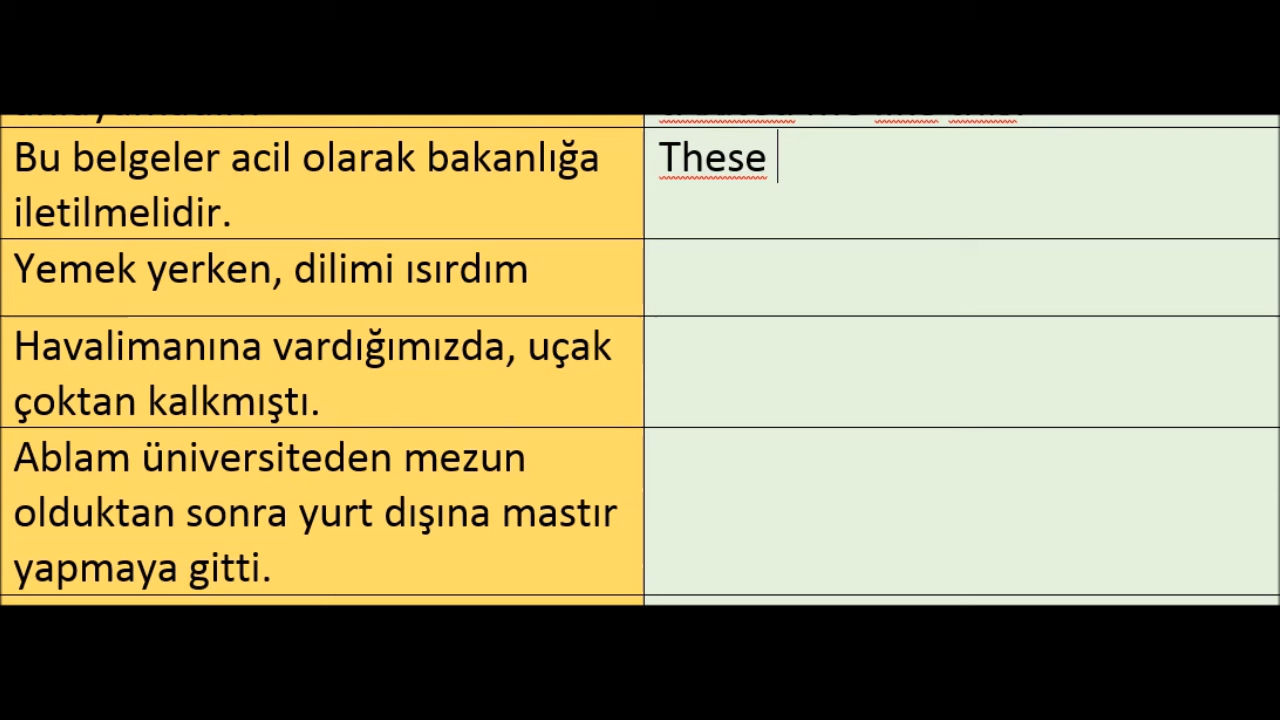 Bu belgeler acil olarak bakanlığa
iletilmelidir.
These
Yemek yerken, dilimi ısırdım
Havalimanına vardığımızda, uçak
çoktan kalkmıştı.
Ablam üniversiteden mezun
olduktan sonra yurt dışına mastır
yapmaya gitti.